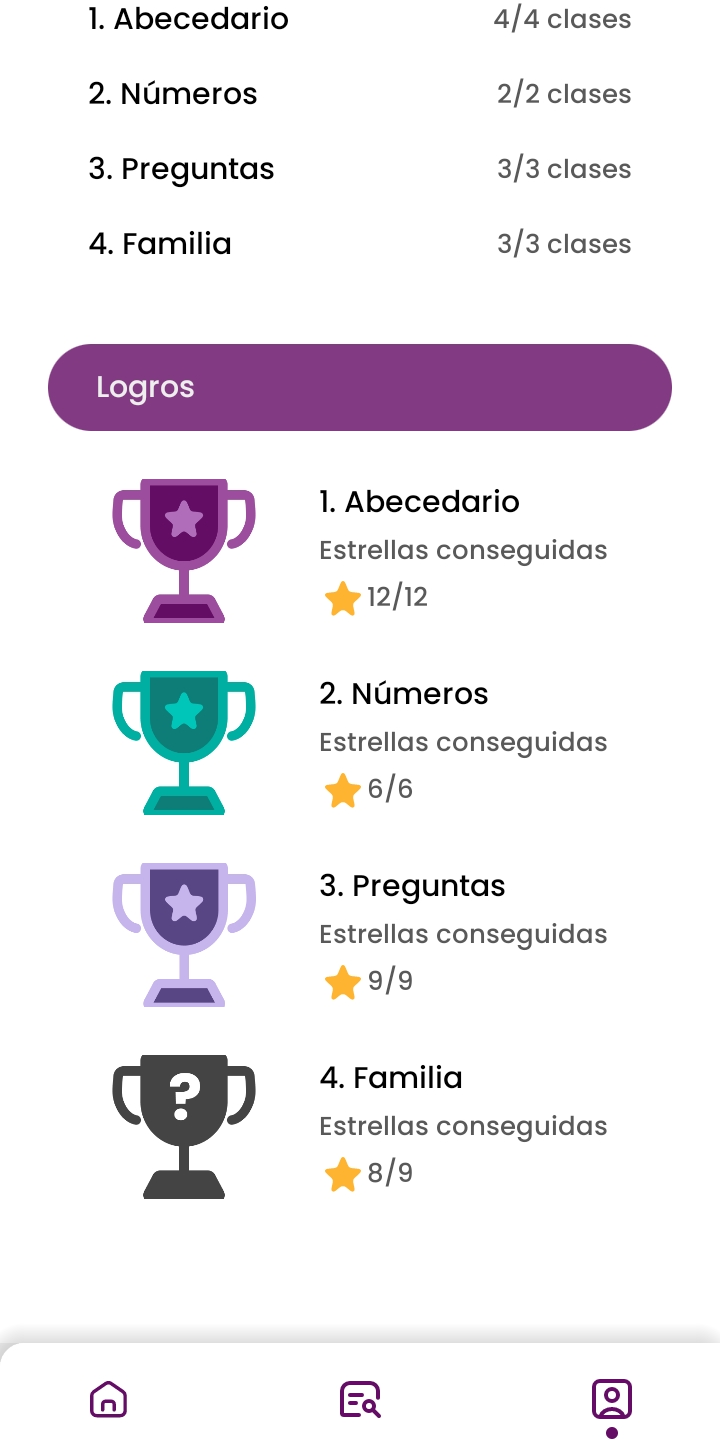 1. Abecedario 4/4 clases
2. Números 2/2 clases
3. Preguntas 3/3 clases
4. Familia 3/3 clases
Logros
1. Abecedario
Estrellas conseguidas
12/12
2. Números
Estrellas conseguidas
6/6
3. Preguntas
Estrellas conseguidas
9/9
?
4. Familia
Estrellas conseguidas
8/9